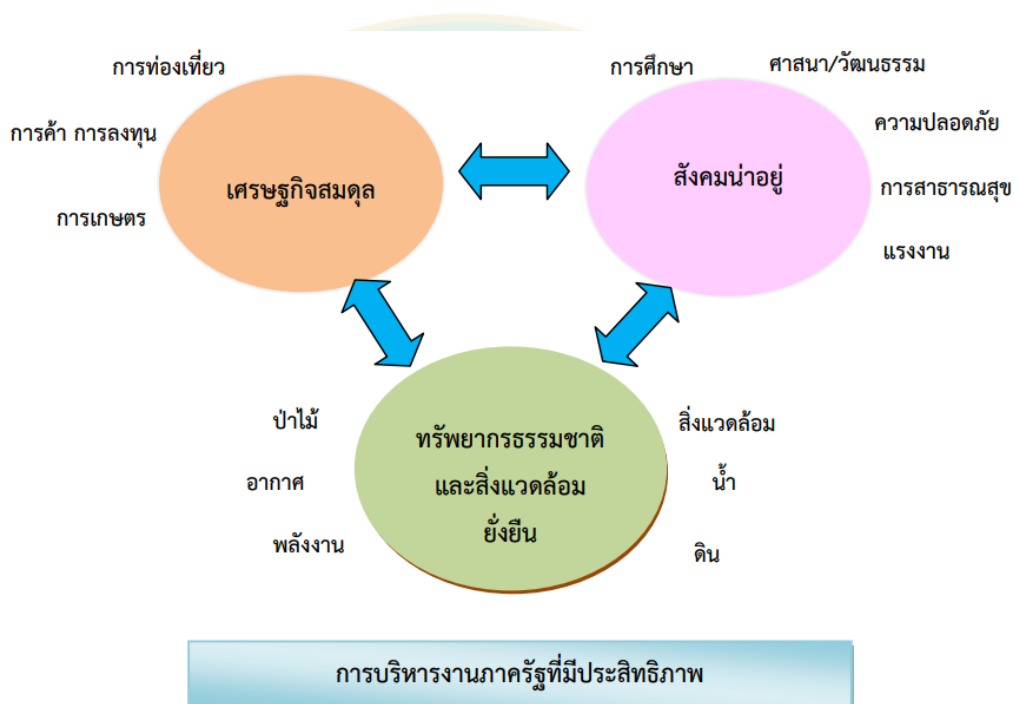 การท่องเที่ยว
การค้า การลงทุน
การเกษตร
เศรษฐกิจสมดุล
การศึกษา
ศาสนา/วัฒนธรรม
ความปลอดภัย
การสาธารณสุข
แรงงาน
สังคมน่าอยู่
ป่าไม้
อากาศ
พลังงาน
ทรัพยากรธรรมชาติ
และสิ่งแวดล้อม
ยั่งยืน
สิ่งแวดล้อม
น้ำ
ดิน
การบริหารงานภาครัฐที่มีประสิทธิภาพ